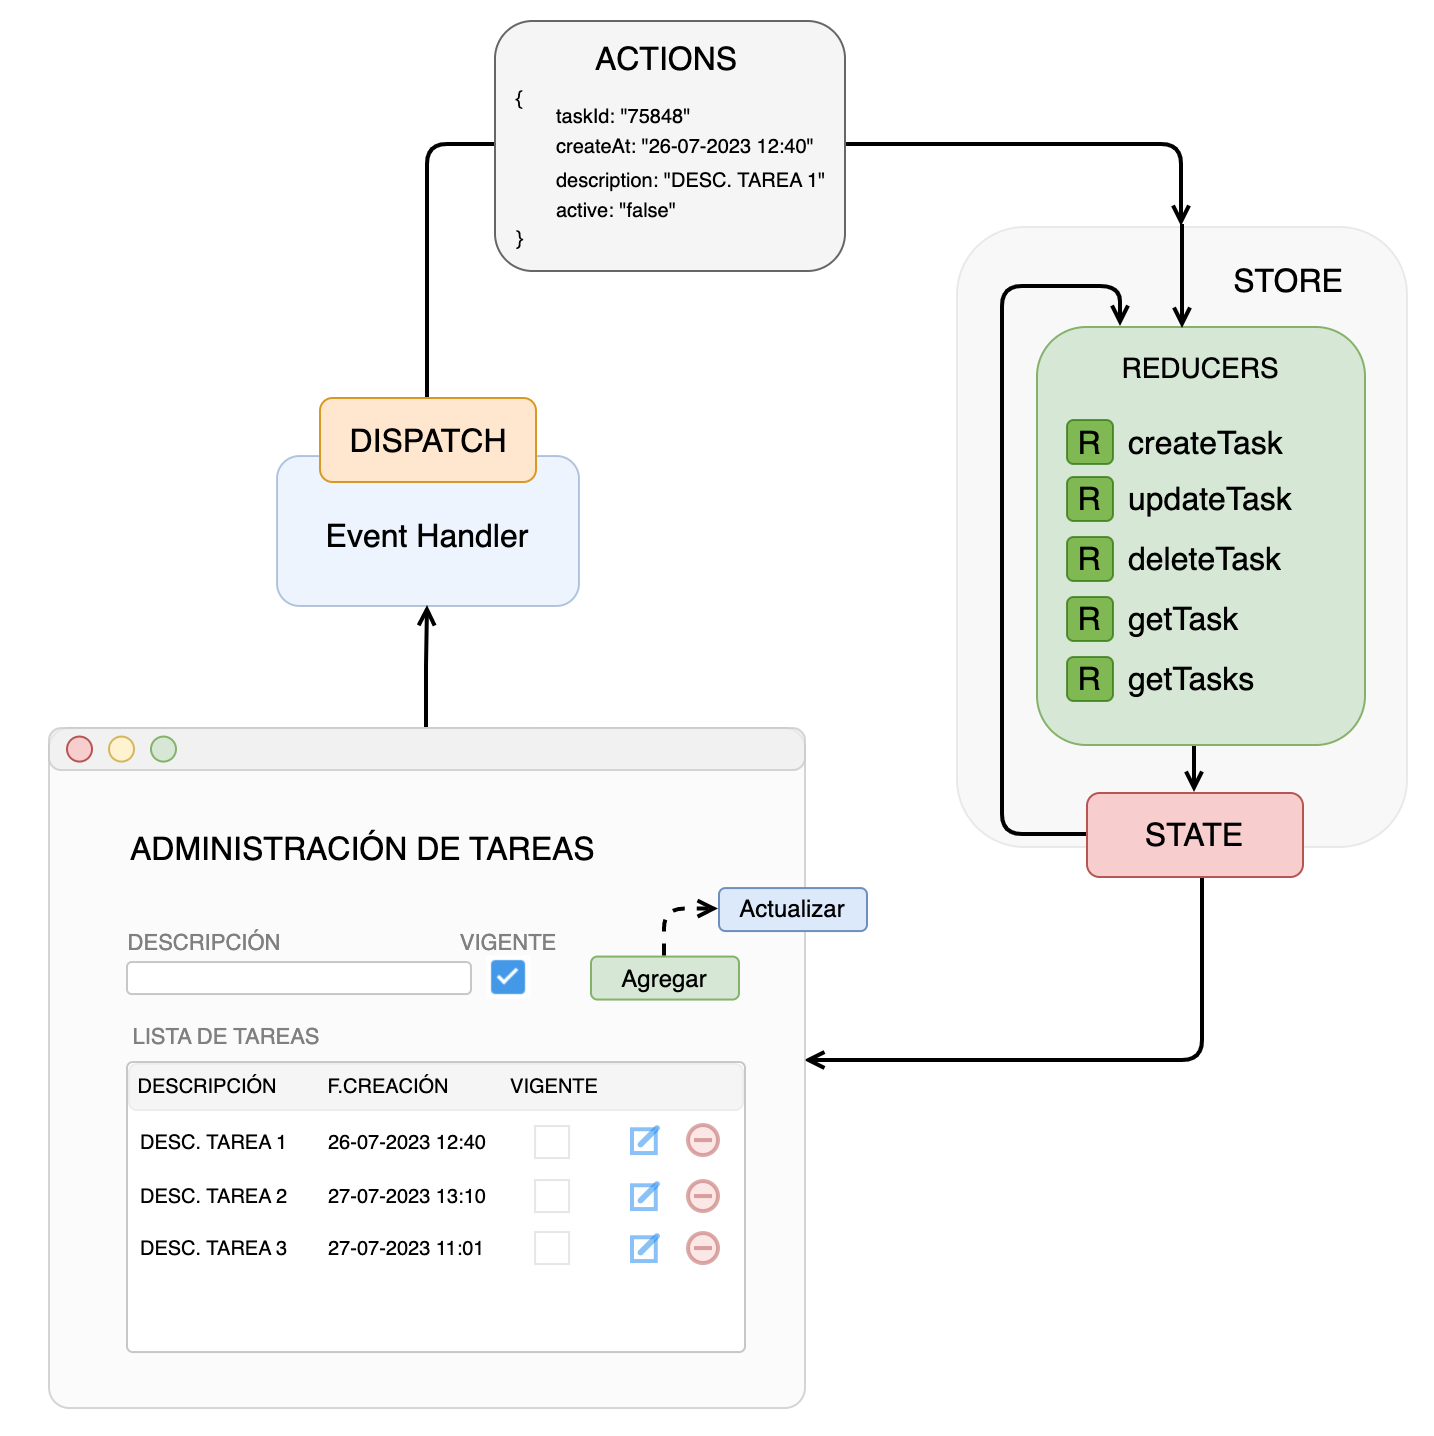 ACTIONS
{
taskId: "75848"
createAt: "26-07-2023 12:40"
description: "DESC. TAREA 1"
active: "false"
}
STORE
REDUCERS
R createTask
R updateTask
R deleteTask
R getTask
R getTasks
STATE
DISPATCH
Event Handler
ADMINISTRACIÓN DE TAREAS
Actualizar
DESCRIPCIÓN VIGENTE
Agregar
LISTA DE TAREAS
DESCRIPCIÓN F.CREACIÓN VIGENTE
DESC. TAREA 1 26-07-2023 12:40
DESC. TAREA 2 27-07-2023 13:10
DESC. TAREA 3 27-07-2023 11:01